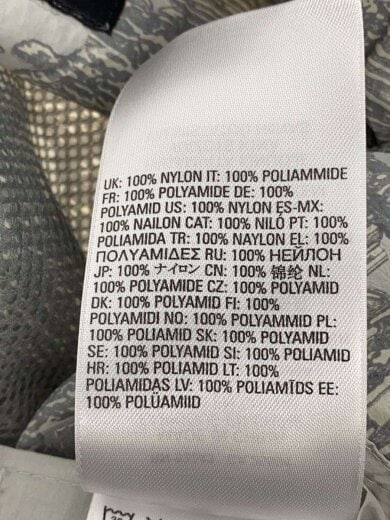 UK: 100% NYLON IT: 100% POLIAMMIDE
FR: 100% POLYAMIDE DE: 100%
POLYAMID US: 100% NYLON ES-MX:
100% NAILON CAT: 100% NILÓ PT: 100%
POLIAMIDA TR: 100% NAYLON EL: 100%
ΠΟΛΥΑΜΙΔΕΣ RU: 100% НЕЙЛОН
JP: 100% ナイロン CN: 100% 锦纶 NL:
100% POLYAMIDE CZ: 100% POLYAMID
DK: 100% POLYAMID FI: 100%
POLYAMIDI NO: 100% POLYAMMID PL:
100% POLIAMID SK: 100% POLYAMID
SE: 100% POLYAMID SI: 100% POLIAMID
HR: 100% POLIAMID LT: 100%
POLIAMIDAS LV: 100% POLIAMĪDS EE:
100% POLÜAMIID